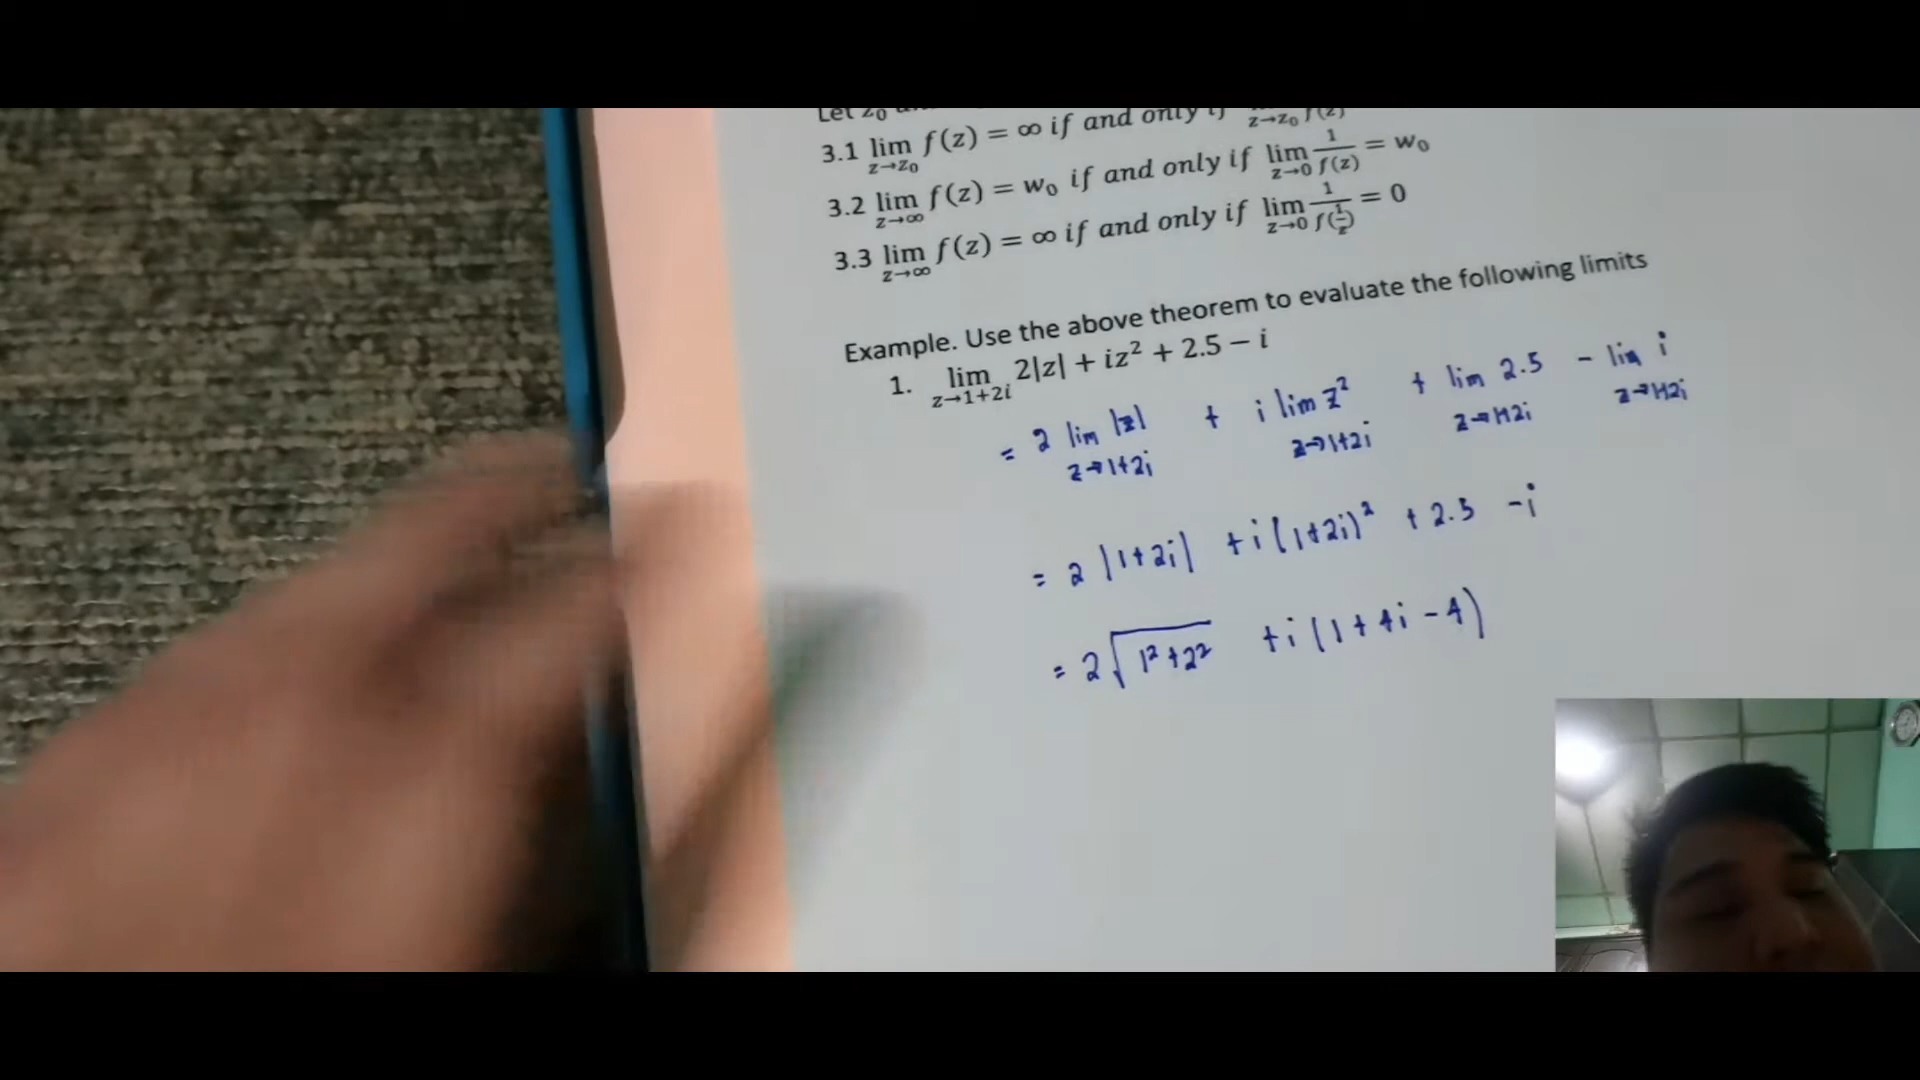 Let z₀
3.1 lim z→z₀ f(z) = ∞ if and only if z→z₀ f(z)
3.2 lim z→∞ f(z) = w₀ if and only if lim z→0 1/f(z) = w₀
3.3 lim z→∞ f(z) = ∞ if and only if lim z→0 1/f(1/z) = 0
Example. Use the above theorem to evaluate the following limits
1. lim z→1+2i 2|z| + iz² + 2.5 − i
= 2 lim z→1+2i |z| + i lim z→1+2i z² + lim z→1+2i 2.5 - lim z→1+2i i
= 2 |1+2i| + i(1+2i)² + 2.5 - i
= 2√(1²+2²) + i(1+4i-4)